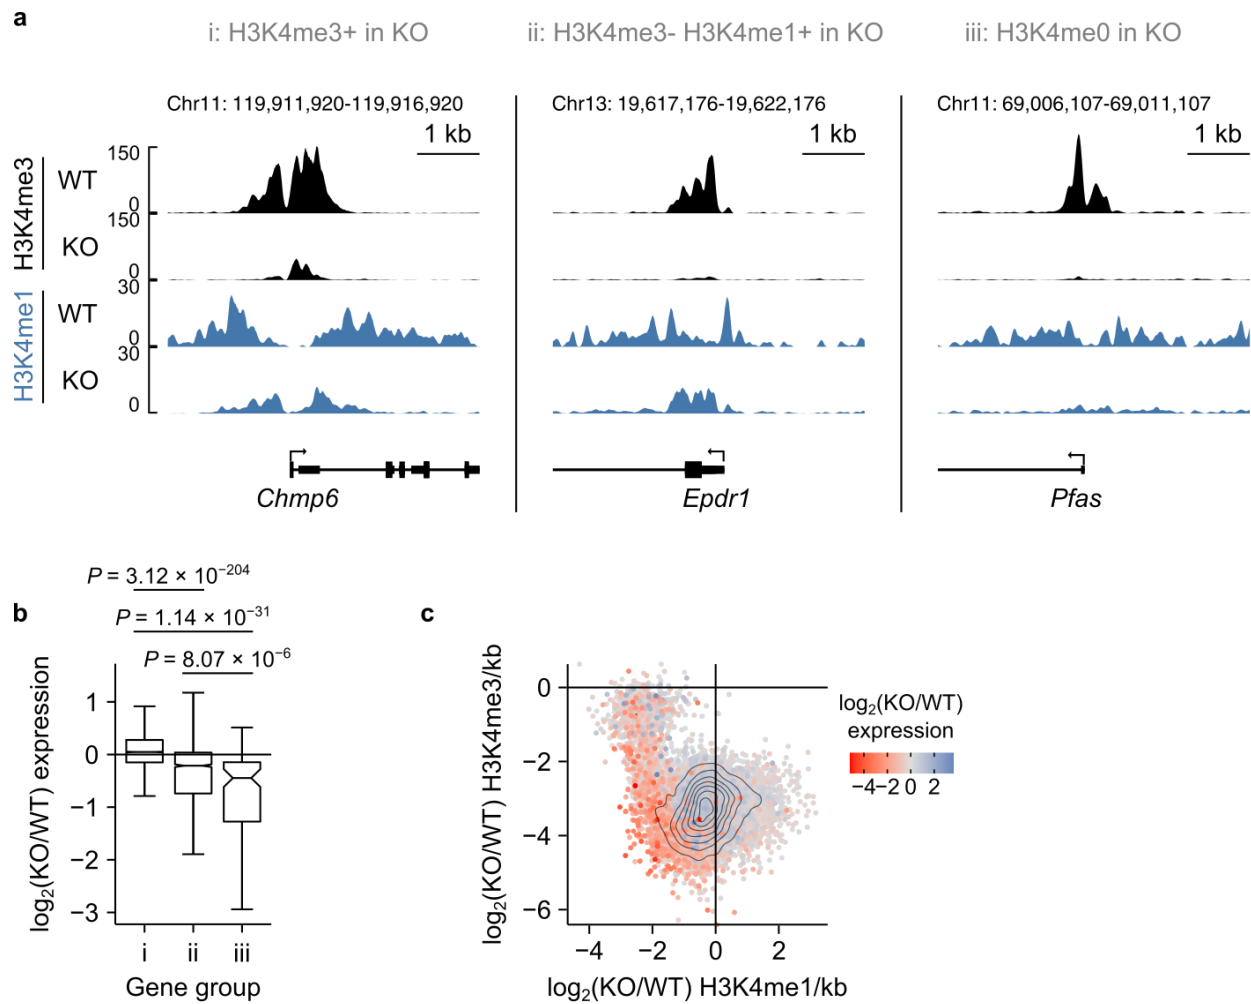 a
i: H3K4me3+ in KO
ii: H3K4me3- H3K4me1+ in KO
iii: H3K4me0 in KO
Chr11: 119,911,920-119,916,920
Chr13: 19,617,176-19,622,176
Chr11: 69,006,107-69,011,107
1 kb
1 kb
1 kb
H3K4me3
WT
150
0
KO
150
0
H3K4me1
WT
30
0
KO
30
0
Chmp6
Epdr1
Pfas
b
P = 3.12 × 10⁻²⁰⁴
P = 1.14 × 10⁻³¹
P = 8.07 × 10⁻⁶
log₂(KO/WT) expression
1
0
−1
−2
−3
i
ii
iii
Gene group
c
log₂(KO/WT) H3K4me3/kb
0
−2
−4
−6
−4
−2
0
2
log₂(KO/WT) H3K4me1/kb
log₂(KO/WT)
expression
−4 −2 0 2